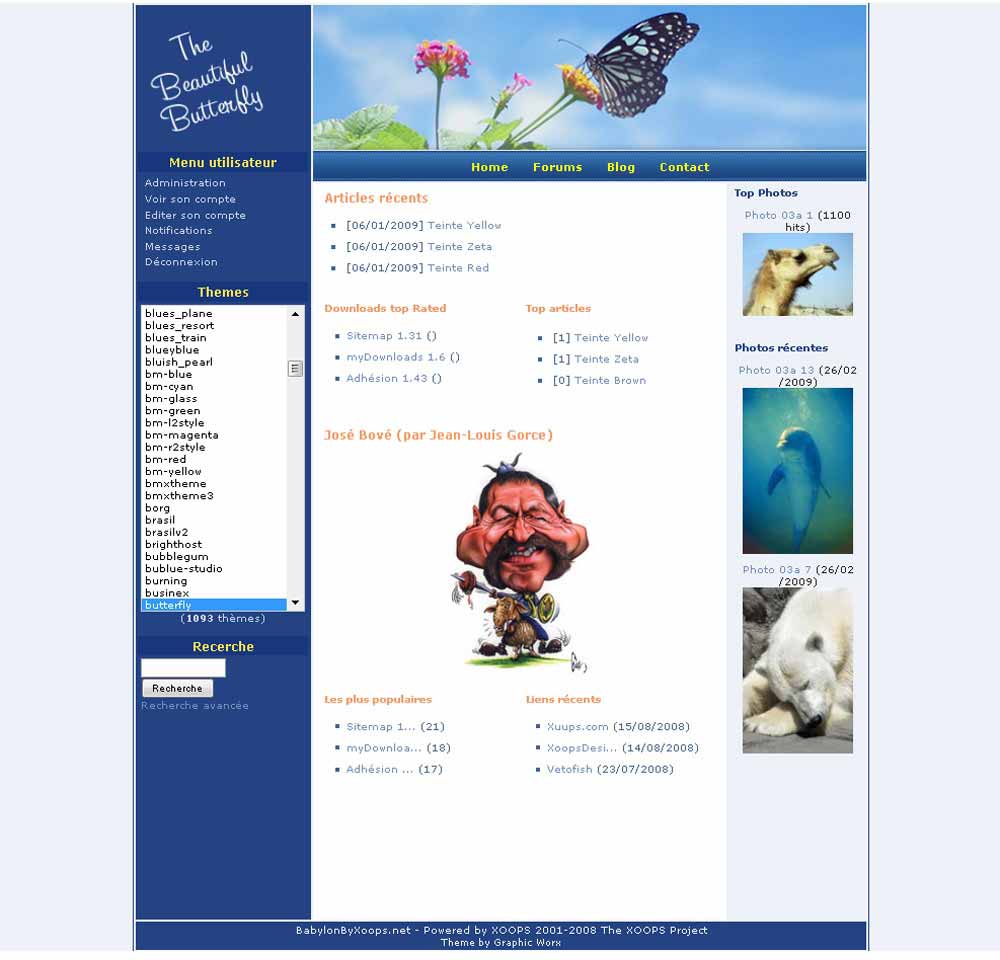 The
Beautiful
Butterfly
Home Forums Blog Contact
Menu utilisateur
Administration
Voir son compte
Editer son compte
Notifications
Messages
Déconnexion
Themes
blues_plane
blues_resort
blues_train
blueyblue
bluish_pearl
bm-blue
bm-cyan
bm-glass
bm-green
bm-l2style
bm-magenta
bm-r2style
bm-red
bm-yellow
bmxtheme
bmxtheme3
borg
brasil
brasilv2
brighthost
bubblegum
bublue-studio
burning
businex
butterfly
(1093 thèmes)
Recerche
Recherche
Recherche avancée
Articles récents
[06/01/2009] Teinte Yellow
[06/01/2009] Teinte Zeta
[06/01/2009] Teinte Red
Downloads top Rated
Sitemap 1.31 ()
myDownloads 1.6 ()
Adhésion 1.43 ()
Top articles
[1] Teinte Yellow
[1] Teinte Zeta
[0] Teinte Brown
José Bové (par Jean-Louis Gorce)
Les plus populaires
Sitemap 1... (21)
myDownloa... (18)
Adhésion ... (17)
Liens récents
Xuups.com (15/08/2008)
XoopsDesi... (14/08/2008)
Vetofish (23/07/2008)
Top Photos
Photo 03a 1 (1100
hits)
Photos récentes
Photo 03a 13 (26/02
/2009)
Photo 03a 7 (26/02
/2009)
BabylonByXoops.net - Powered by XOOPS 2001-2008 The XOOPS Project
Theme by Graphic Worx